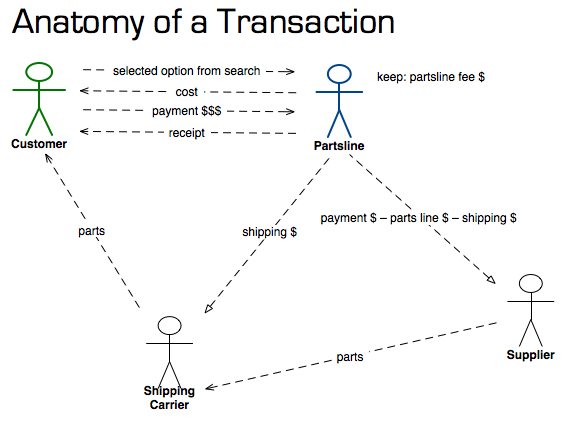 Anatomy of a Transaction
selected option from search
keep: partsline fee $
cost
payment $$$
receipt
Customer
Partsline
payment $ – parts line $ – shipping $
parts
shipping $
Supplier
parts
Shipping
Carrier